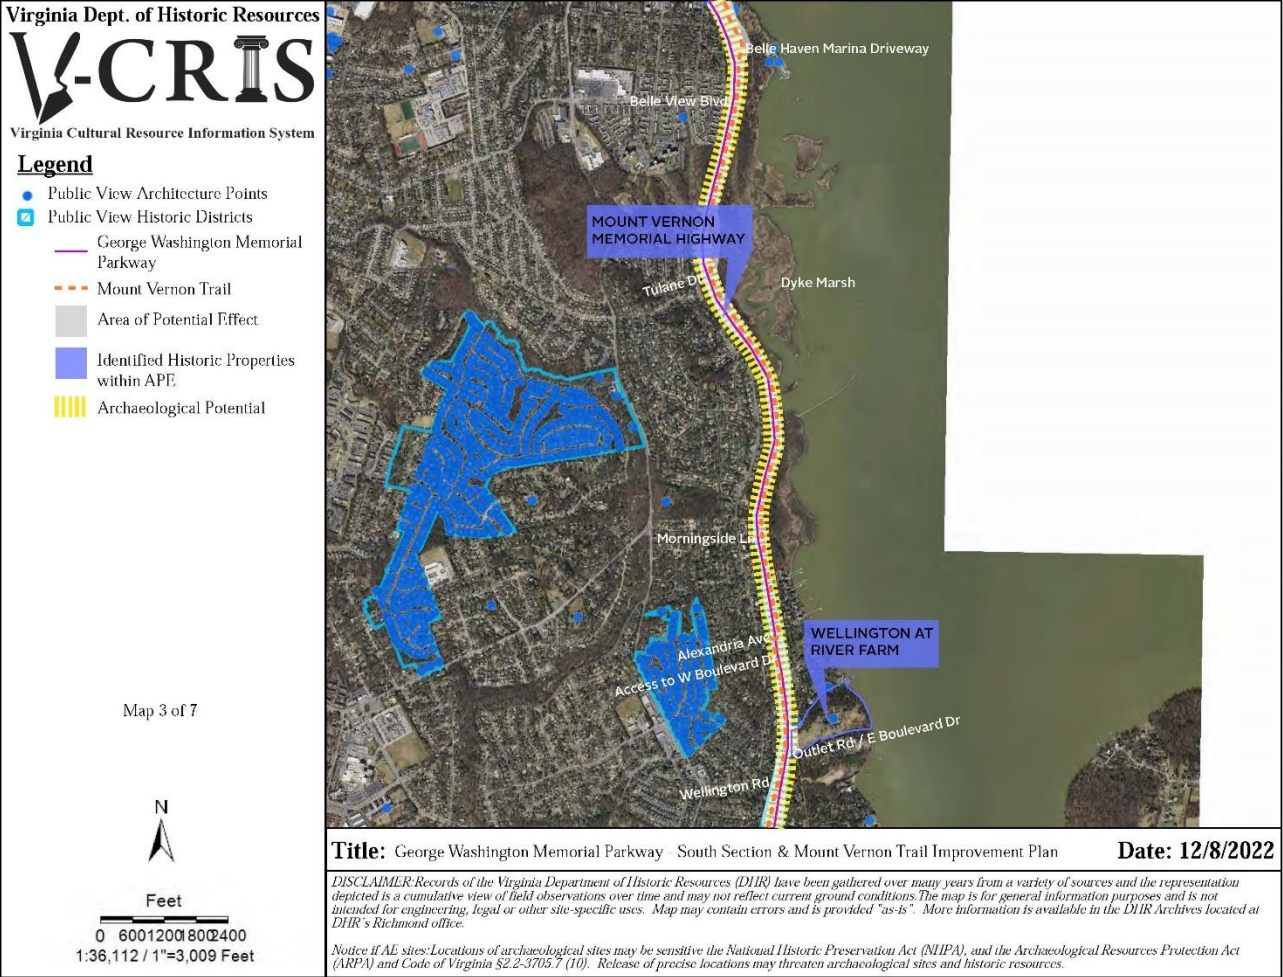 Virginia Dept. of Historic Resources
V-CRIS
Virginia Cultural Resource Information System
Legend
Public View Architecture Points
Public View Historic Districts
George Washington Memorial
Parkway
Mount Vernon Trail
Area of Potential Effect
Identified Historic Properties
within APE
Archaeological Potential
Map 3 of 7
N
Feet
0 600120018002400
1:36,112 / 1"=3,009 Feet
Belle Haven Marina Driveway
Belle View Blvd
MOUNT VERNON
MEMORIAL HIGHWAY
Tulane Dr
Dyke Marsh
Morningside Ln
WELLINGTON AT
RIVER FARM
Alexandria Ave
Access to W Boulevard Dr
Outlet Rd / E Boulevard Dr
Wellington Rd
Title: George Washington Memorial Parkway - South Section & Mount Vernon Trail Improvement Plan
Date: 12/8/2022
DISCLAIMER:Records of the Virginia Department of Historic Resources (DHR) have been gathered over many years from a variety of sources and the representation
depicted is a cumulative view of field observations over time and may not reflect current ground conditions.The map is for general information purposes and is not
intended for engineering, legal or other site-specific uses. Map may contain errors and is provided "as-is". More information is available in the DHR Archives located at
DHR's Richmond office.
Notice if AE sites:Locations of archaeological sites may be sensitive the National Historic Preservation Act (NHPA), and the Archaeological Resources Protection Act
(ARPA) and Code of Virginia §2.2-3705.7 (10). Release of precise locations may threaten archaeological sites and historic resources.